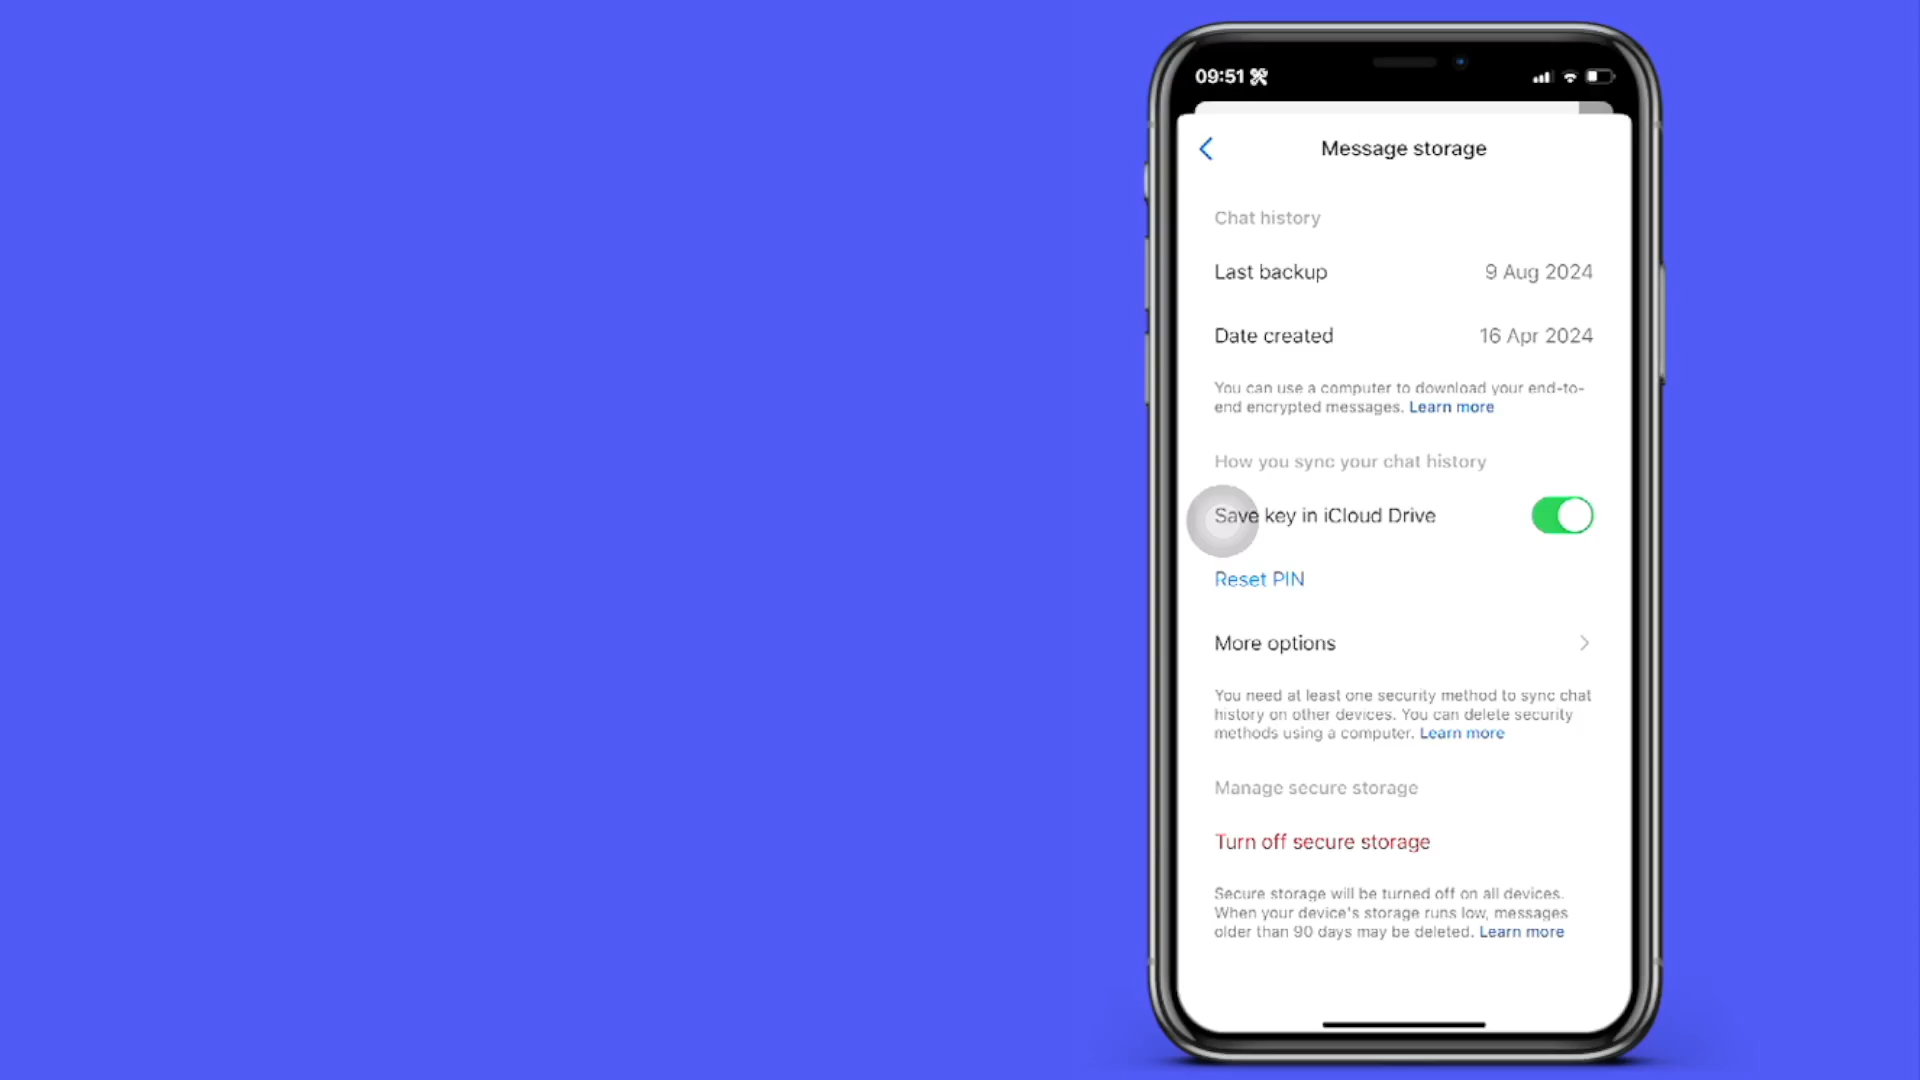 09:51
Message storage
Chat history
Last backup 9 Aug 2024
Date created 16 Apr 2024
You can use a computer to download your end-to-
end encrypted messages. Learn more
How you sync your chat history
Save key in iCloud Drive
Reset PIN
More options
You need at least one security method to sync chat
history on other devices. You can delete security
methods using a computer. Learn more
Manage secure storage
Turn off secure storage
Secure storage will be turned off on all devices.
When your device's storage runs low, messages
older than 90 days may be deleted. Learn more